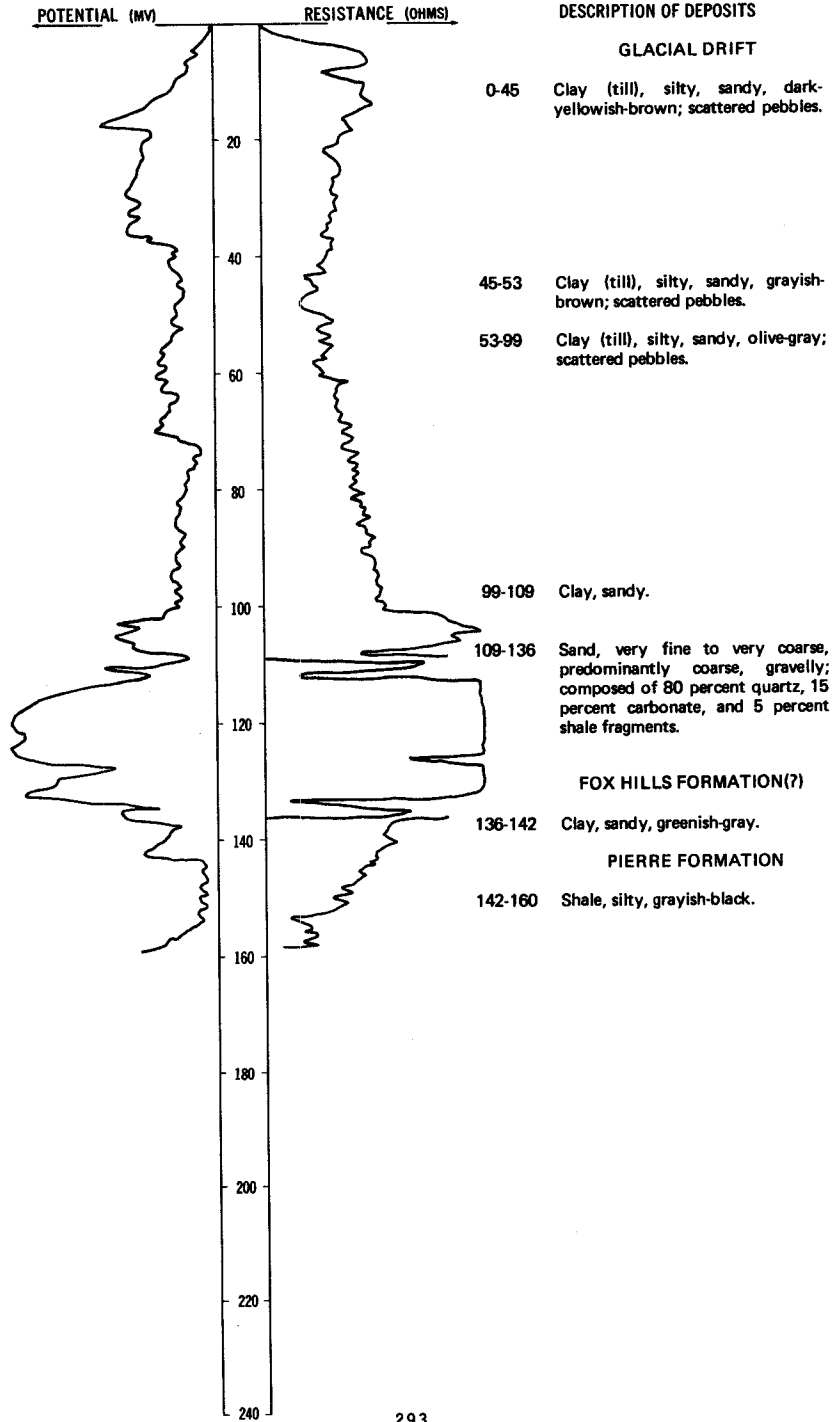 POTENTIAL (MV)
RESISTANCE (OHMS)
DESCRIPTION OF DEPOSITS
GLACIAL DRIFT
0-45 Clay (till), silty, sandy, dark-
yellowish-brown; scattered pebbles.
20
40
45-53 Clay (till), silty, sandy, grayish-
brown; scattered pebbles.
53-99 Clay (till), silty, sandy, olive-gray;
scattered pebbles.
60
80
99-109 Clay, sandy.
100
109-136 Sand, very fine to very coarse,
predominantly coarse, gravelly;
composed of 80 percent quartz, 15
percent carbonate, and 5 percent
shale fragments.
120
FOX HILLS FORMATION(?)
136-142 Clay, sandy, greenish-gray.
140
PIERRE FORMATION
142-160 Shale, silty, grayish-black.
160
180
200
220
240
293